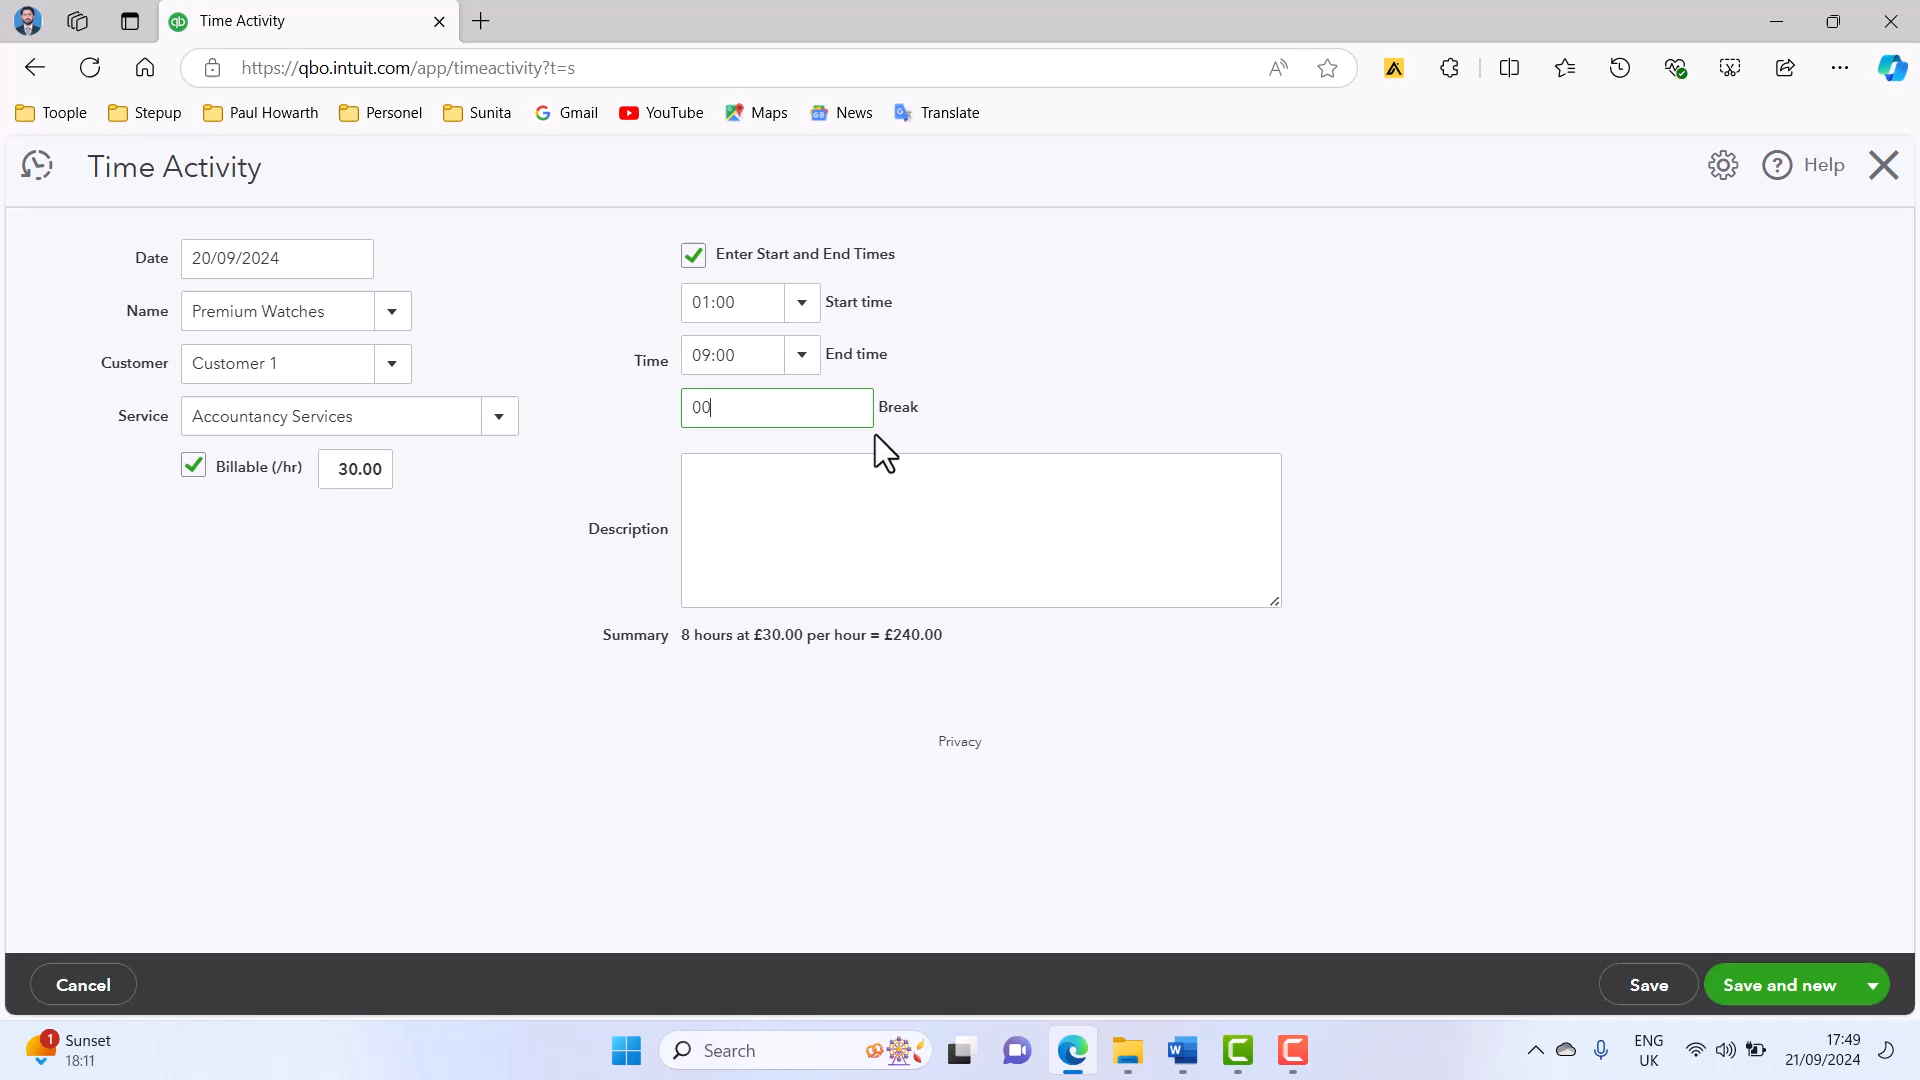 Time Activity
https://qbo.intuit.com/app/timeactivity?t=s
Toople
Stepup
Paul Howarth
Personel
Sunita
Gmail
YouTube
Maps
News
Translate
Time Activity
Help
Date 20/09/2024
Name Premium Watches
Customer Customer 1
Service Accountancy Services
Billable (/hr) 30.00
Enter Start and End Times
01:00 Start time
Time 09:00 End time
00 Break
Description
Summary 8 hours at £30.00 per hour = £240.00
Privacy
Cancel
Save
Save and new
1
Sunset
18:11
Search
ENG
UK
17:49
21/09/2024